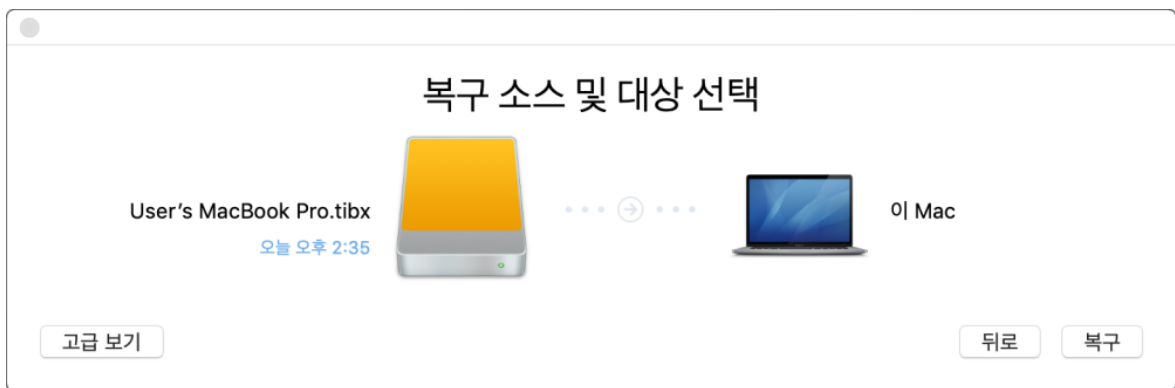 복구 소스 및 대상 선택
User's MacBook Pro.tibx
오늘 오후 2:35
이 Mac
고급 보기
뒤로
복구